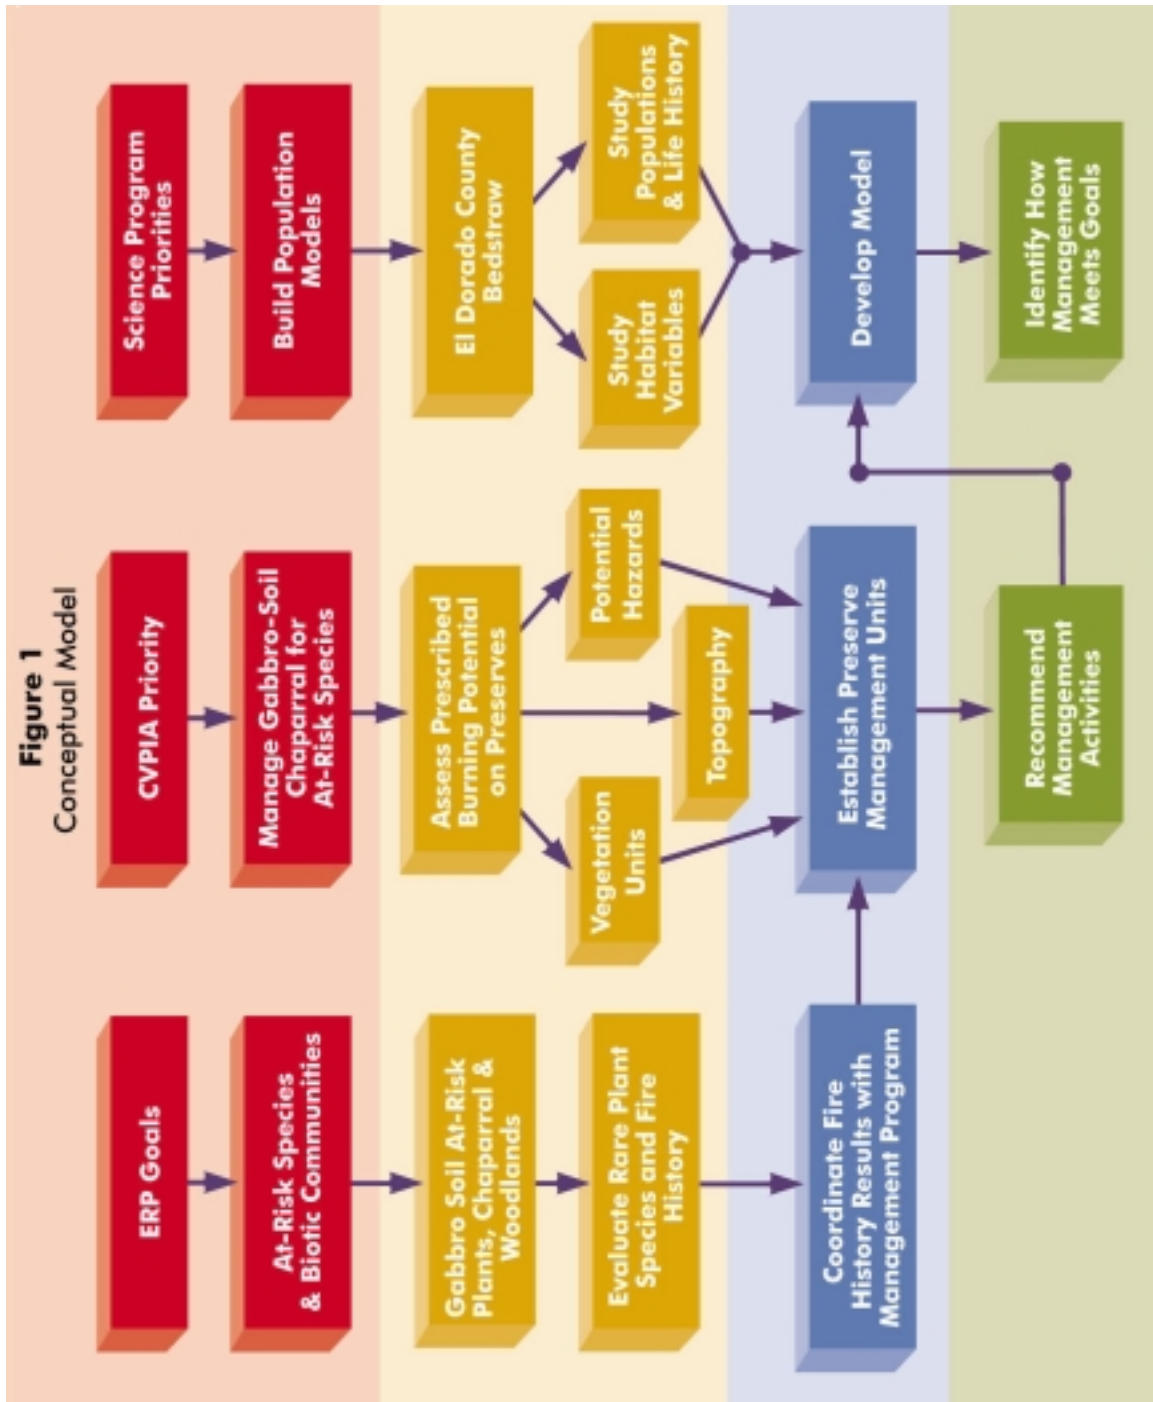 Figure 1
Conceptual Model
ERP Goals
CVPIA Priority
Science Program
Priorities
At-Risk Species
& Biotic Communities
Manage Gabbro-Soil
Chaparral for
At-Risk Species
Build Population
Models
Gabbro Soil At-Risk
Plants, Chaparral &
Woodlands
Assess Prescribed
Burning Potential
on Preserves
El Dorado County
Bedstraw
Evaluate Rare Plant
Species and Fire
History
Vegetation
Units
Topography
Potential
Hazards
Study
Habitat
Variables
Study
Populations
& Life History
Coordinate Fire
History Results with
Management Program
Establish Preserve
Management Units
Develop Model
Recommend
Management
Activities
Identify How
Management
Meets Goals